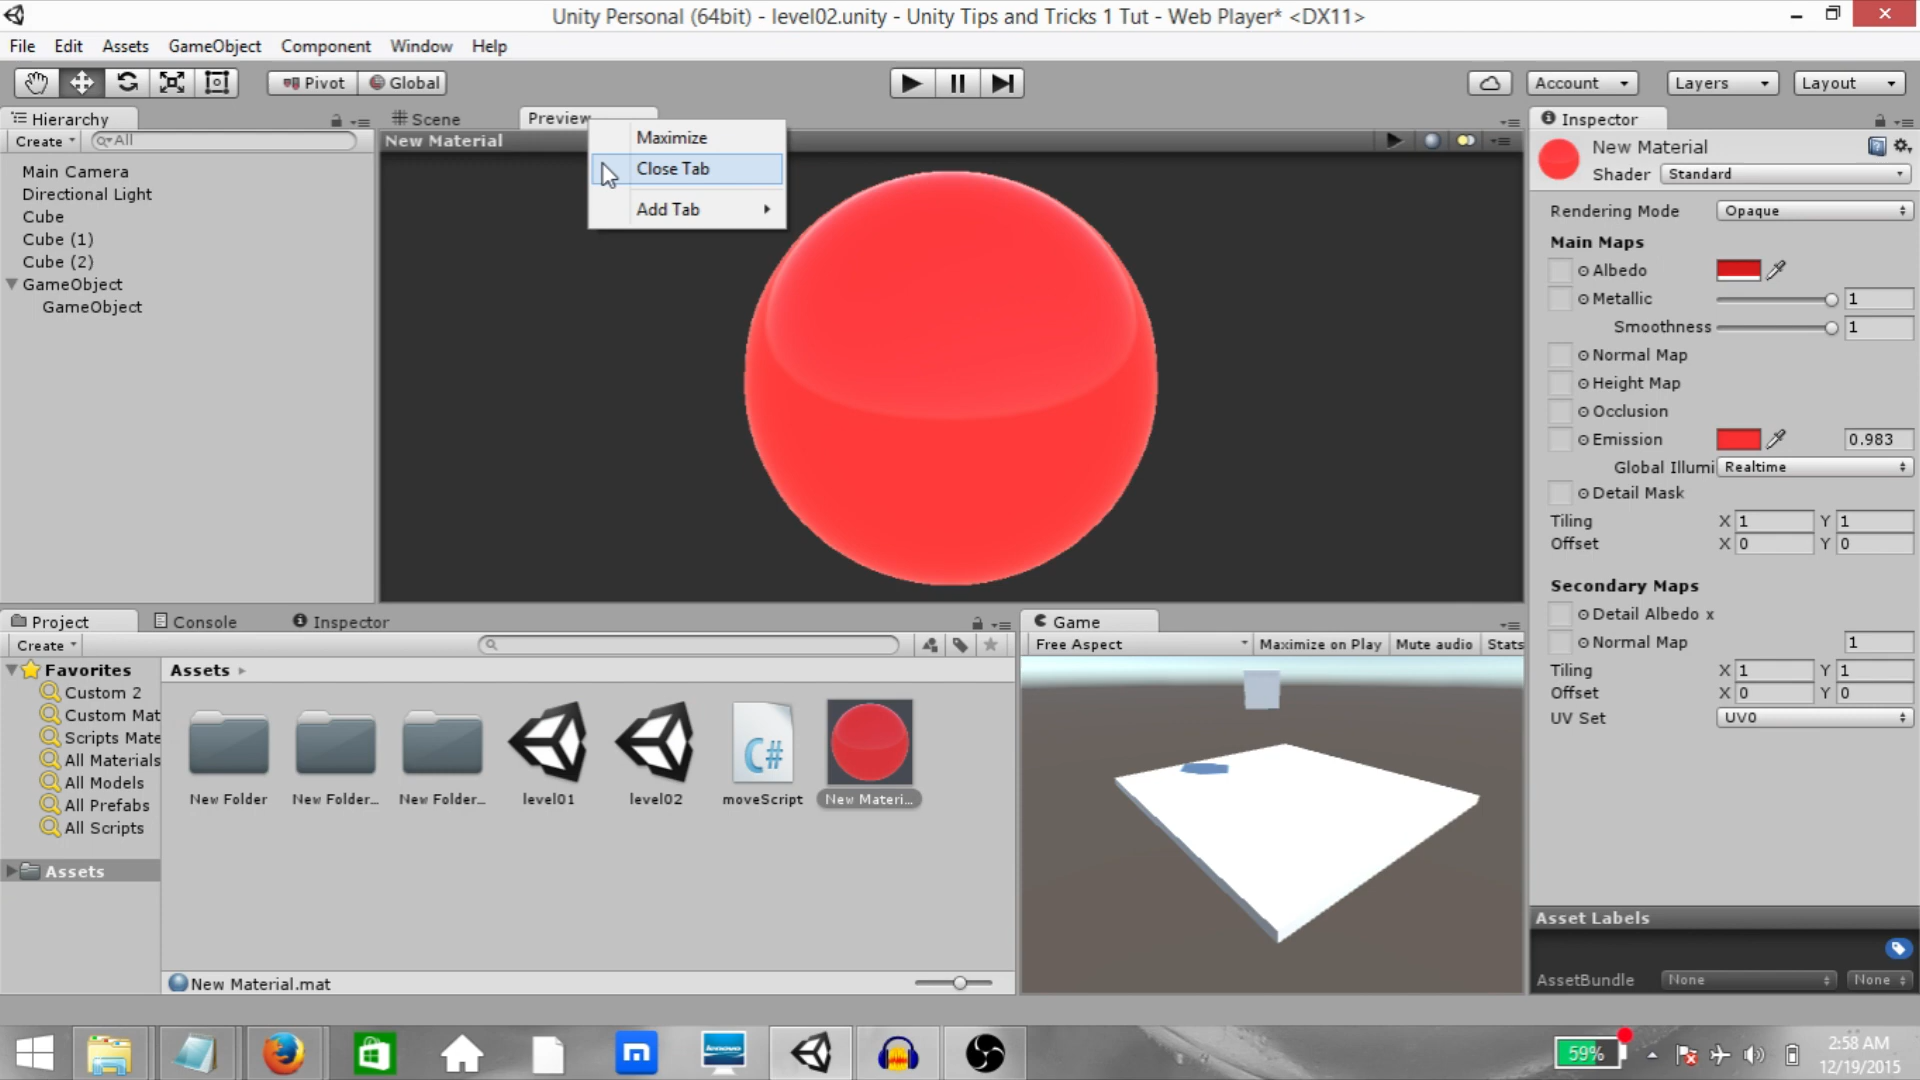 Unity Personal (64bit) - level02.unity - Unity Tips and Tricks 1 Tut - Web Player* <DX11>
File Edit Assets GameObject Component Window Help
Pivot Global Account Layers Layout
Hierarchy
Create All
Main Camera
Directional Light
Cube
Cube (1)
Cube (2)
GameObject
GameObject
Scene Preview
New Material
Maximize
Close Tab
Add Tab
Inspector
New Material
Shader Standard
Rendering Mode Opaque
Main Maps
Albedo
Metallic 1
Smoothness 1
Normal Map
Height Map
Occlusion
Emission 0.983
Global Illumi Realtime
Detail Mask
Tiling X 1 Y 1
Offset X 0 Y 0
Secondary Maps
Detail Albedo x
Normal Map 1
Tiling X 1 Y 1
Offset X 0 Y 0
UV Set UV0
Asset Labels
AssetBundle None None
Project Console Inspector
Create
Favorites
Custom 2
Custom Mat
Scripts Mate
All Materials
All Models
All Prefabs
All Scripts
Assets
Assets
New Folder New Folder... New Folder... level01 level02 moveScript New Materi...
C#
New Material.mat
Game
Free Aspect Maximize on Play Mute audio Stats
lenovo
59%
2:58 AM
12/19/2015